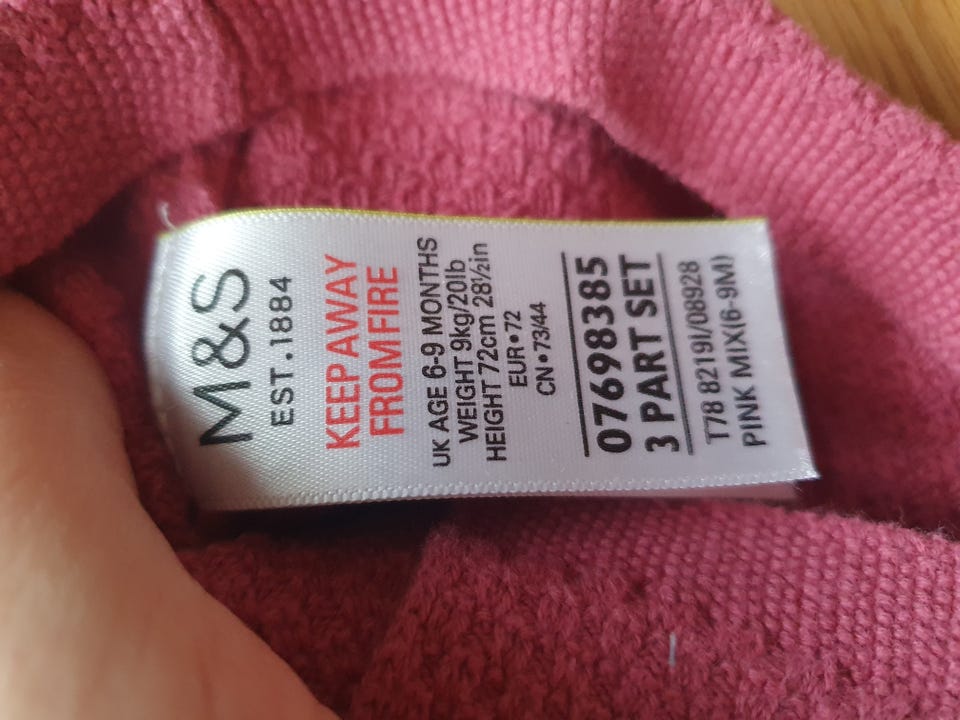 M&S
EST.1884
KEEP AWAY
FROM FIRE
UK AGE 6-9 MONTHS
WEIGHT 9kg/20lb
HEIGHT 72cm 28½in
EUR•72
CN•73/44
07698385
3 PART SET
T78 8219I/08928
PINK MIX(6-9M)